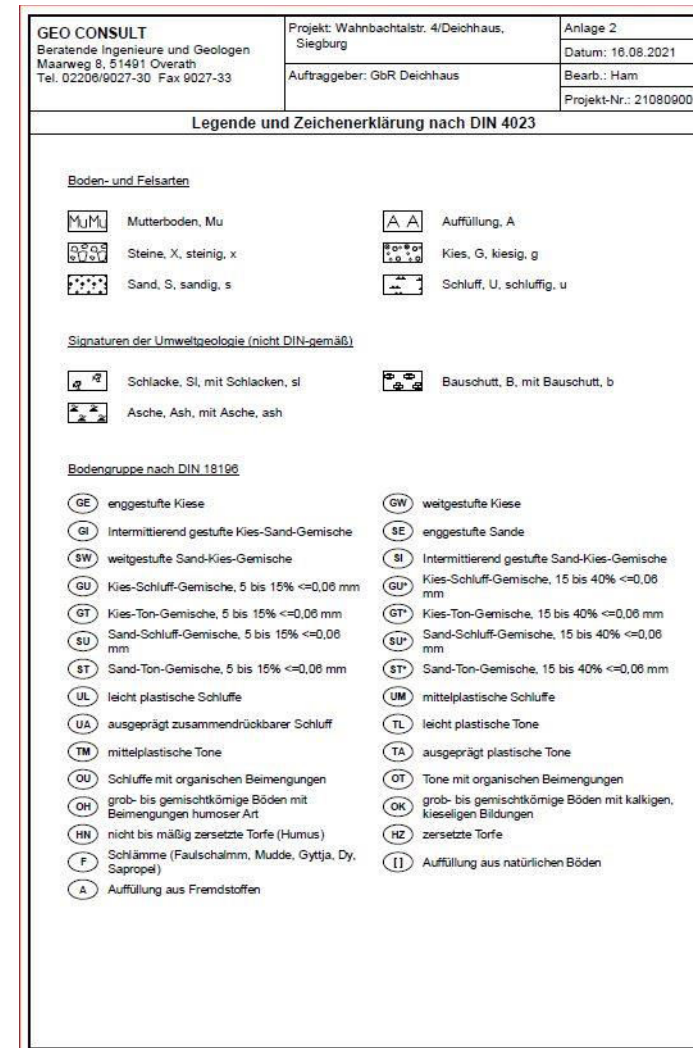 GEO CONSULT
Beratende Ingenieure und Geologen
Maarweg 8, 51491 Overath
Tel. 02206/9027-30 Fax 9027-33
Projekt: Wahnbachtalstr. 4/Deichhaus,
Siegburg
Auftraggeber: GbR Deichhaus
Anlage 2
Datum: 16.08.2021
Bearb.: Ham
Projekt-Nr.: 21080900
Legende und Zeichenerklärung nach DIN 4023
Boden- und Felsarten
MuMu Mutterboden, Mu
A A Auffüllung, A
Steine, X, steinig, x
Kies, G, kiesig, g
Sand, S, sandig, s
Schluff, U, schluffig, u
Signaturen der Umweltgeologie (nicht DIN-gemäß)
Schlacke, Sl, mit Schlacken, sl
Bauschutt, B, mit Bauschutt, b
Asche, Ash, mit Asche, ash
Bodengruppe nach DIN 18196
GE enggestufte Kiese
GW weitgestufte Kiese
GI Intermittierend gestufte Kies-Sand-Gemische
SE enggestufte Sande
SW weitgestufte Sand-Kies-Gemische
SI Intermittierend gestufte Sand-Kies-Gemische
GU Kies-Schluff-Gemische, 5 bis 15% <=0,06 mm
GU* Kies-Schluff-Gemische, 15 bis 40% <=0,06
mm
GT Kies-Ton-Gemische, 5 bis 15% <=0,06 mm
GT* Kies-Ton-Gemische, 15 bis 40% <=0,06 mm
SU Sand-Schluff-Gemische, 5 bis 15% <=0,06
mm
SU* Sand-Schluff-Gemische, 15 bis 40% <=0,06
mm
ST Sand-Ton-Gemische, 5 bis 15% <=0,06 mm
ST* Sand-Ton-Gemische, 15 bis 40% <=0,06 mm
UL leicht plastische Schluffe
UM mittelplastische Schluffe
UA ausgeprägt zusammendrückbarer Schluff
TL leicht plastische Tone
TM mittelplastische Tone
TA ausgeprägt plastische Tone
OU Schluffe mit organischen Beimengungen
OT Tone mit organischen Beimengungen
OH grob- bis gemischtkörnige Böden mit
Beimengungen humoser Art
OK grob- bis gemischtkörnige Böden mit kalkigen,
kieseligen Bildungen
HN nicht bis mäßig zersetzte Torfe (Humus)
HZ zersetzte Torfe
F Schlämme (Faulschalmm, Mudde, Gyttja, Dy,
Sapropel)
[ ] Auffüllung aus natürlichen Böden
A Auffüllung aus Fremdstoffen